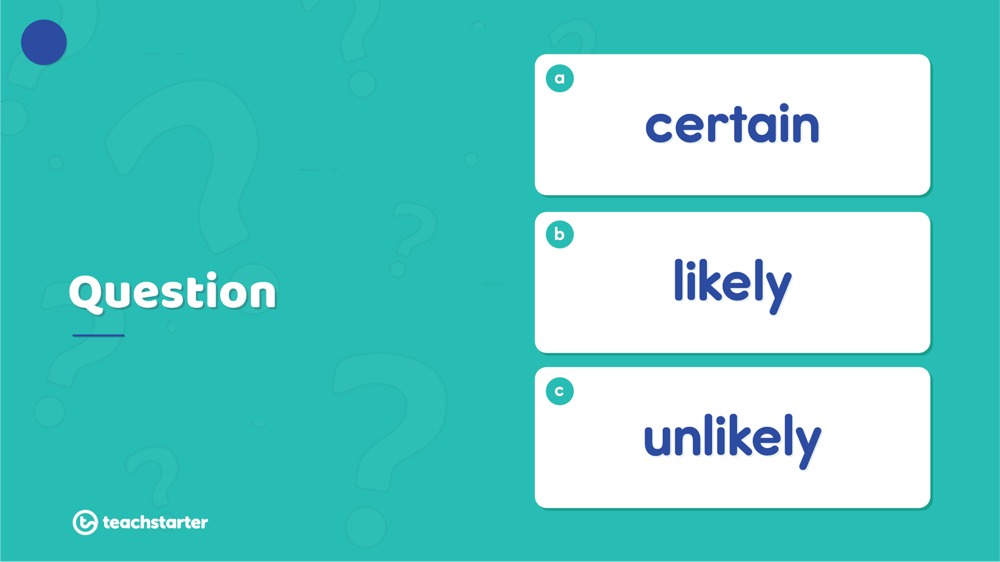 Question
a
certain
b
likely
c
unlikely
teachstarter